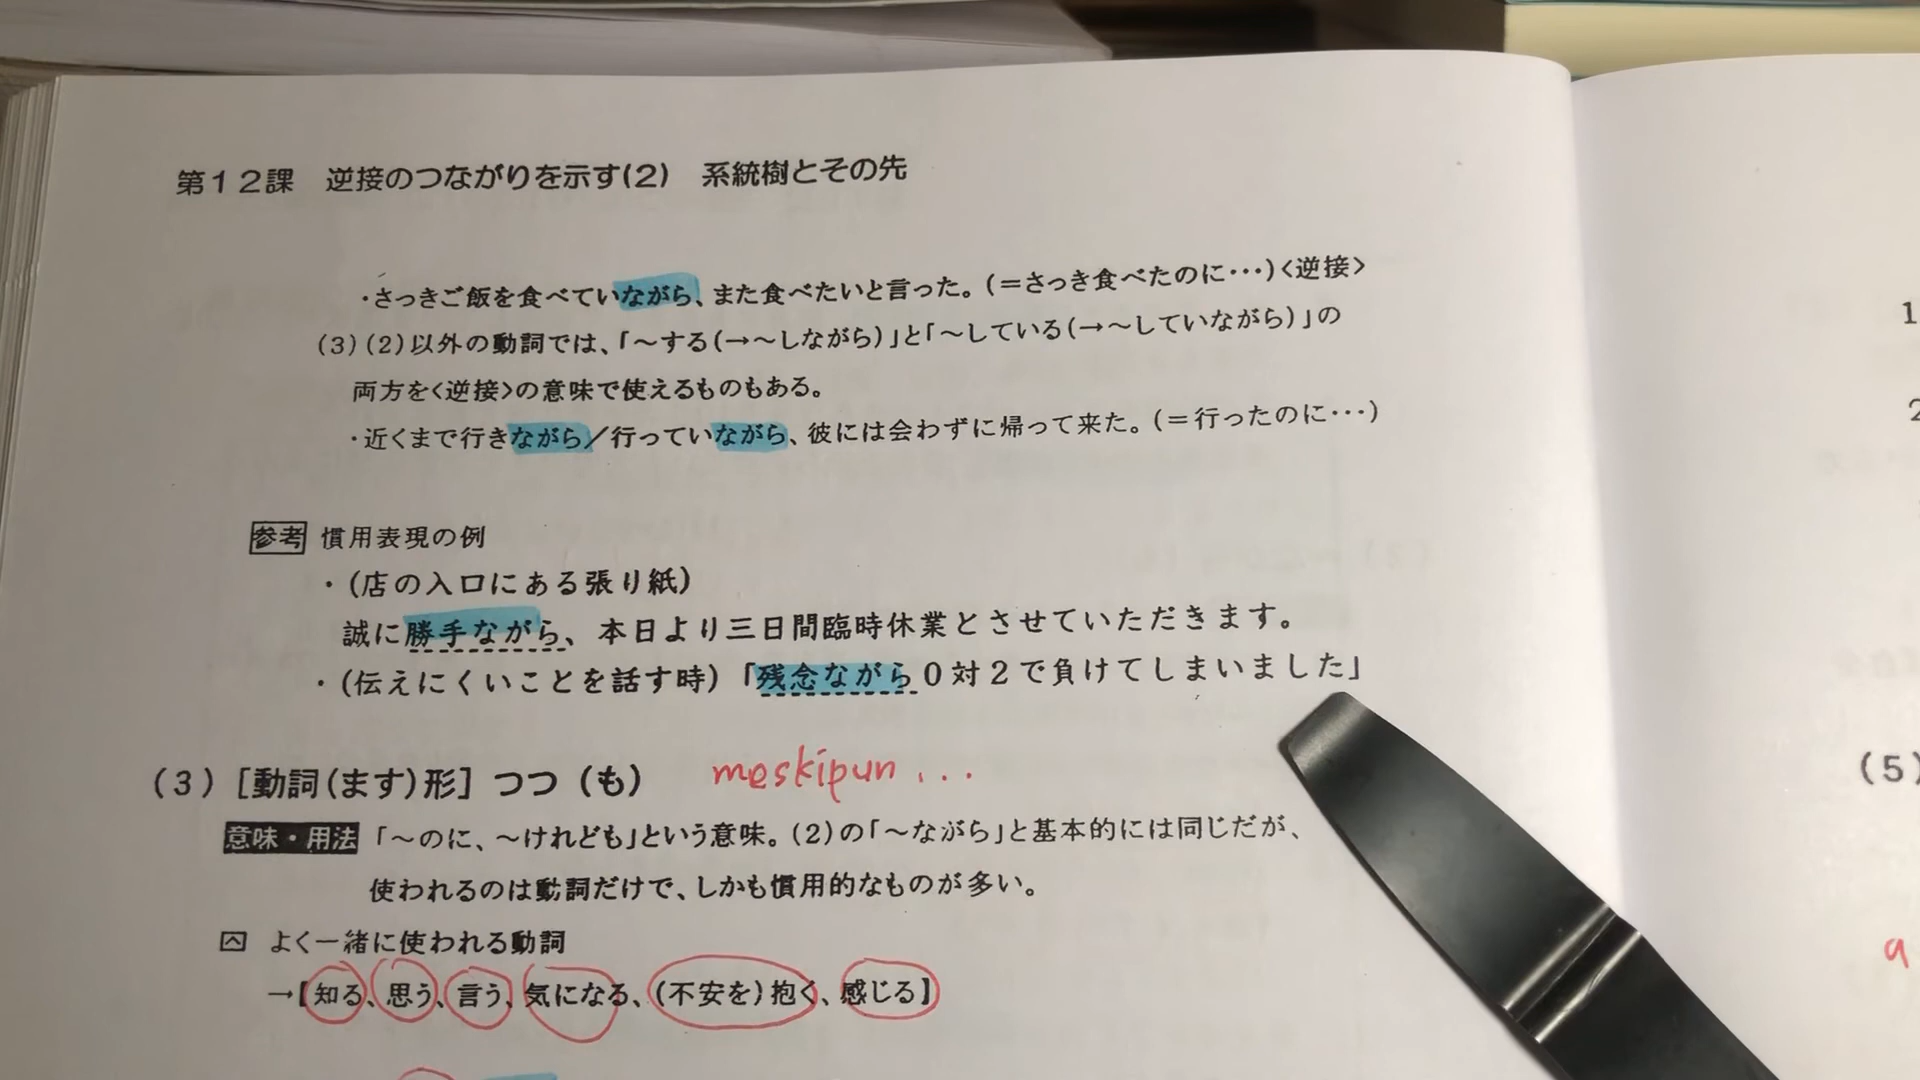 第12課 逆接のつながりを示す(2) 系統樹とその先
・さっきご飯を食べていながら、また食べたいと言った。(=さっき食べたのに・・・)<逆接>
(3)(2)以外の動詞では、「～する(→～しながら)」と「～している(→～していながら)」の
両方を<逆接>の意味で使えるものもある。
・近くまで行きながら/行っていながら、彼には会わずに帰って来た。(=行ったのに・・・)
参考 慣用表現の例
・(店の入口にある張り紙)
誠に勝手ながら、本日より三日間臨時休業とさせていただきます。
・(伝えにくいことを話す時)「残念ながら0対2で負けてしまいました」
(3)[動詞(ます)形]つつ(も) meskipun...
意味・用法 「～のに、～けれども」という意味。(2)の「～ながら」と基本的には同じだが、
使われるのは動詞だけで、しかも慣用的なものが多い。
よく一緒に使われる動詞
→【知る、思う、言う、気になる、(不安を)抱く、感じる】
1
2
(5)
a